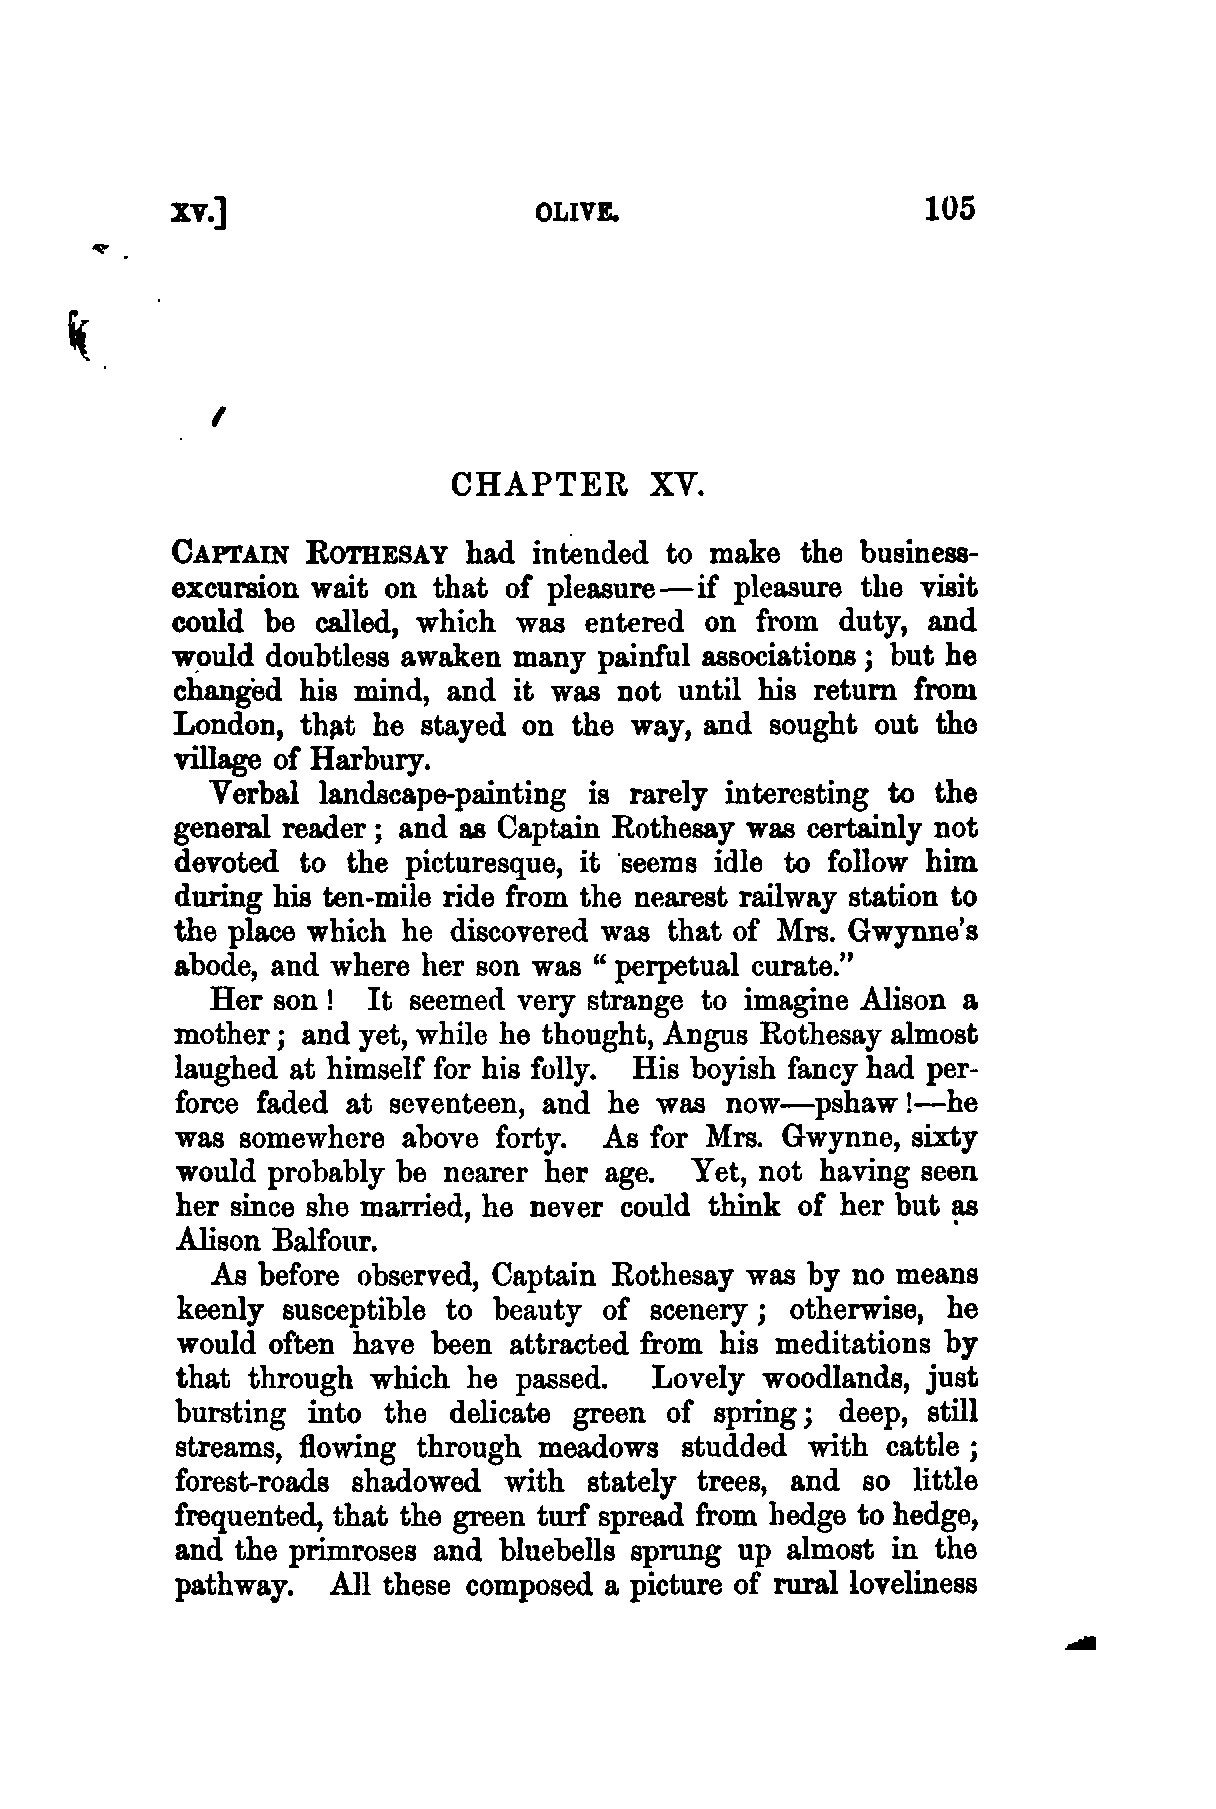 XV.] OLIVE. 105
CHAPTER XV.
CAPTAIN ROTHESAY had intended to make the business-
excursion wait on that of pleasure—if pleasure the visit
could be called, which was entered on from duty, and
would doubtless awaken many painful associations; but he
changed his mind, and it was not until his return from
London, that he stayed on the way, and sought out the
village of Harbury.
Verbal landscape-painting is rarely interesting to the
general reader; and as Captain Rothesay was certainly not
devoted to the picturesque, it seems idle to follow him
during his ten-mile ride from the nearest railway station to
the place which he discovered was that of Mrs. Gwynne's
abode, and where her son was "perpetual curate."
Her son! It seemed very strange to imagine Alison a
mother; and yet, while he thought, Angus Rothesay almost
laughed at himself for his folly. His boyish fancy had per-
force faded at seventeen, and he was now—pshaw!—he
was somewhere above forty. As for Mrs. Gwynne, sixty
would probably be nearer her age. Yet, not having seen
her since she married, he never could think of her but as
Alison Balfour.
As before observed, Captain Rothesay was by no means
keenly susceptible to beauty of scenery; otherwise, he
would often have been attracted from his meditations by
that through which he passed. Lovely woodlands, just
bursting into the delicate green of spring; deep, still
streams, flowing through meadows studded with cattle;
forest-roads shadowed with stately trees, and so little
frequented, that the green turf spread from hedge to hedge,
and the primroses and bluebells sprung up almost in the
pathway. All these composed a picture of rural loveliness